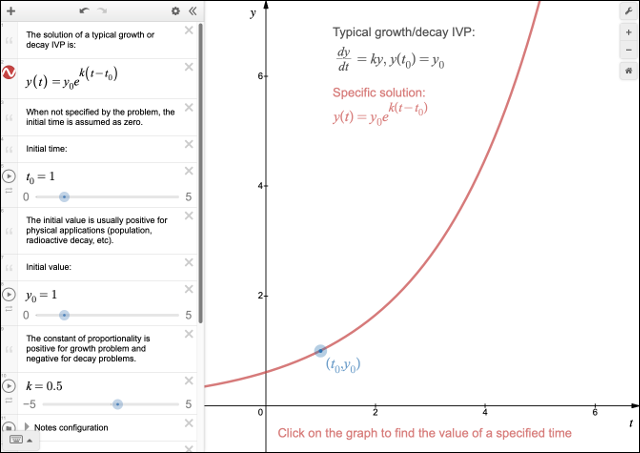 The solution of a typical growth or
decay IVP is:
y(t) = y₀e^{k(t−t₀)}
When not specified by the problem, the
initial time is assumed as zero.
Initial time:
t₀ = 1
0 5
The initial value is usually positive for
physical applications (population,
radioactive decay, etc).
Initial value:
y₀ = 1
0 5
The constant of proportionality is
positive for growth problem and
negative for decay problems.
k = 0.5
−5 5
Notes configuration
y
Typical growth/decay IVP:
dy/dt = ky, y(t₀) = y₀
Specific solution:
y(t) = y₀e^{k(t−t₀)}
6
4
2
(t₀,y₀)
0 2 4 6
t
Click on the graph to find the value of a specified time